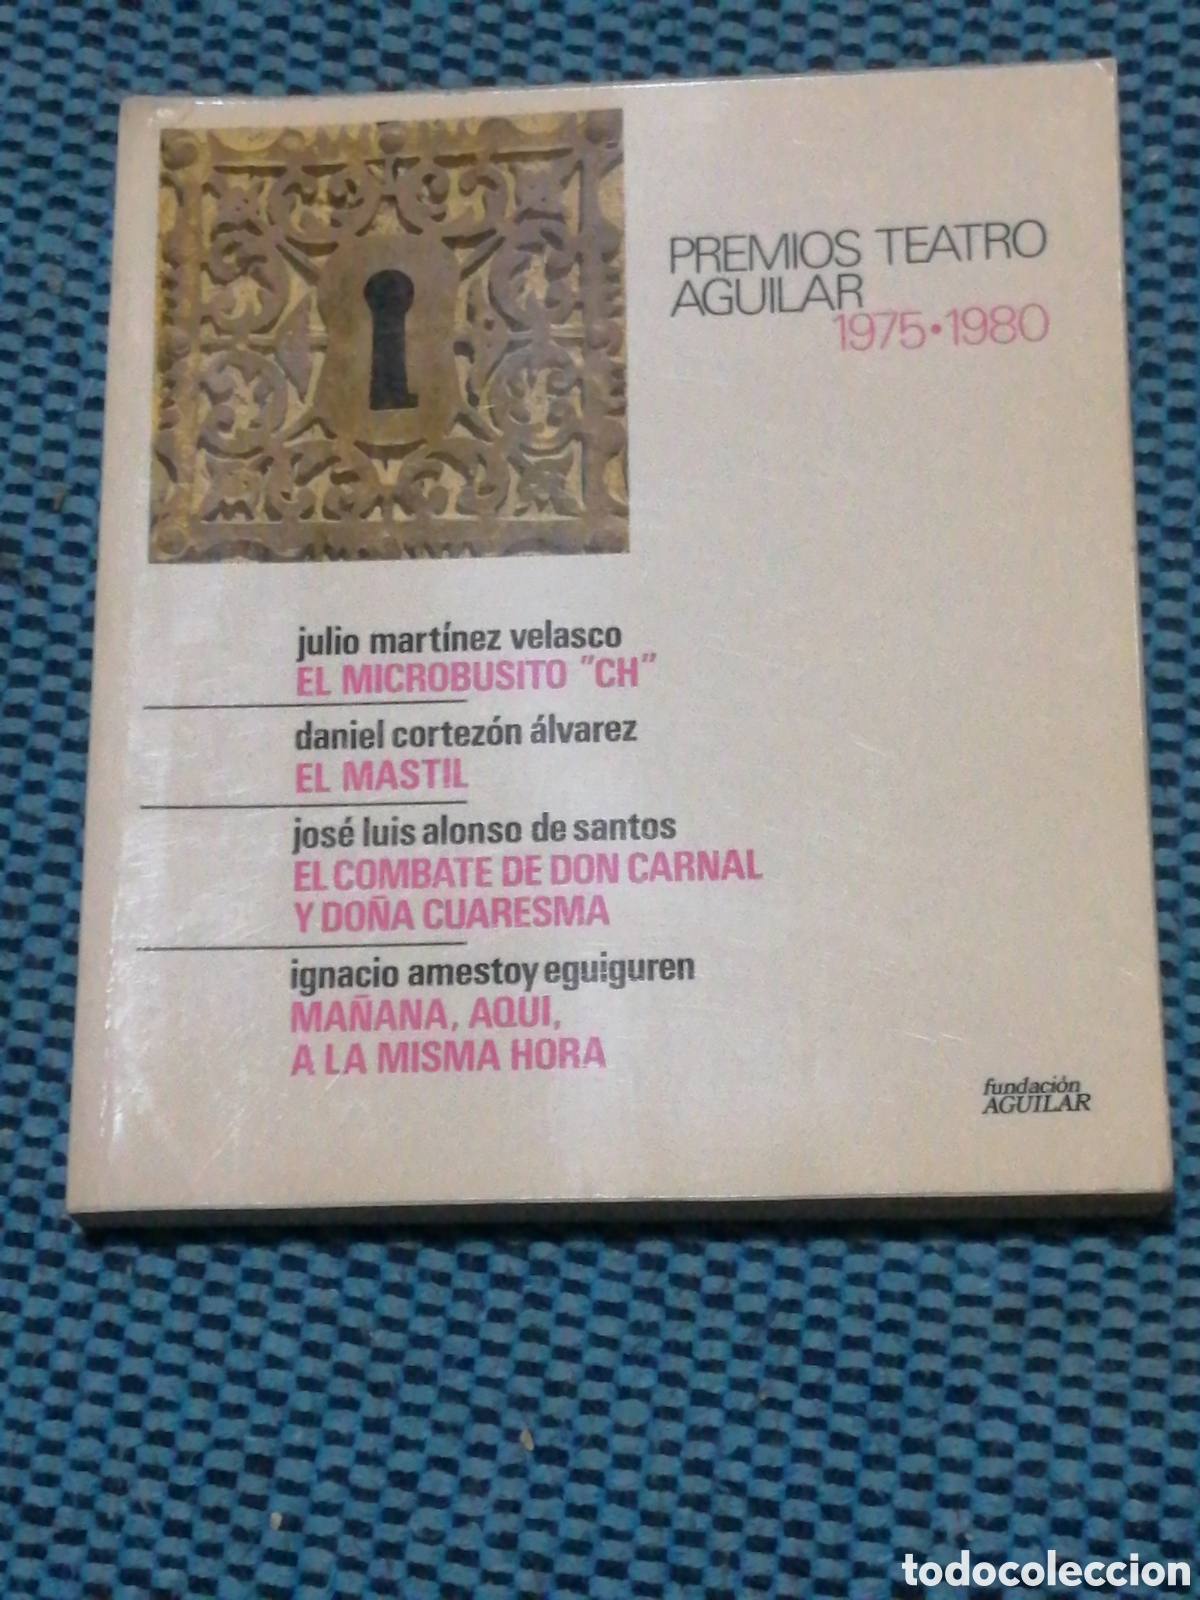 PREMIOS TEATRO
AGUILAR
1975•1980
julio martínez velasco
EL MICROBUSITO "CH"
daniel cortezón álvarez
EL MASTIL
josé luis alonso de santos
EL COMBATE DE DON CARNAL
Y DOÑA CUARESMA
ignacio amestoy eguiguren
MAÑANA, AQUI,
A LA MISMA HORA
fundación
AGUILAR
todocoleccion